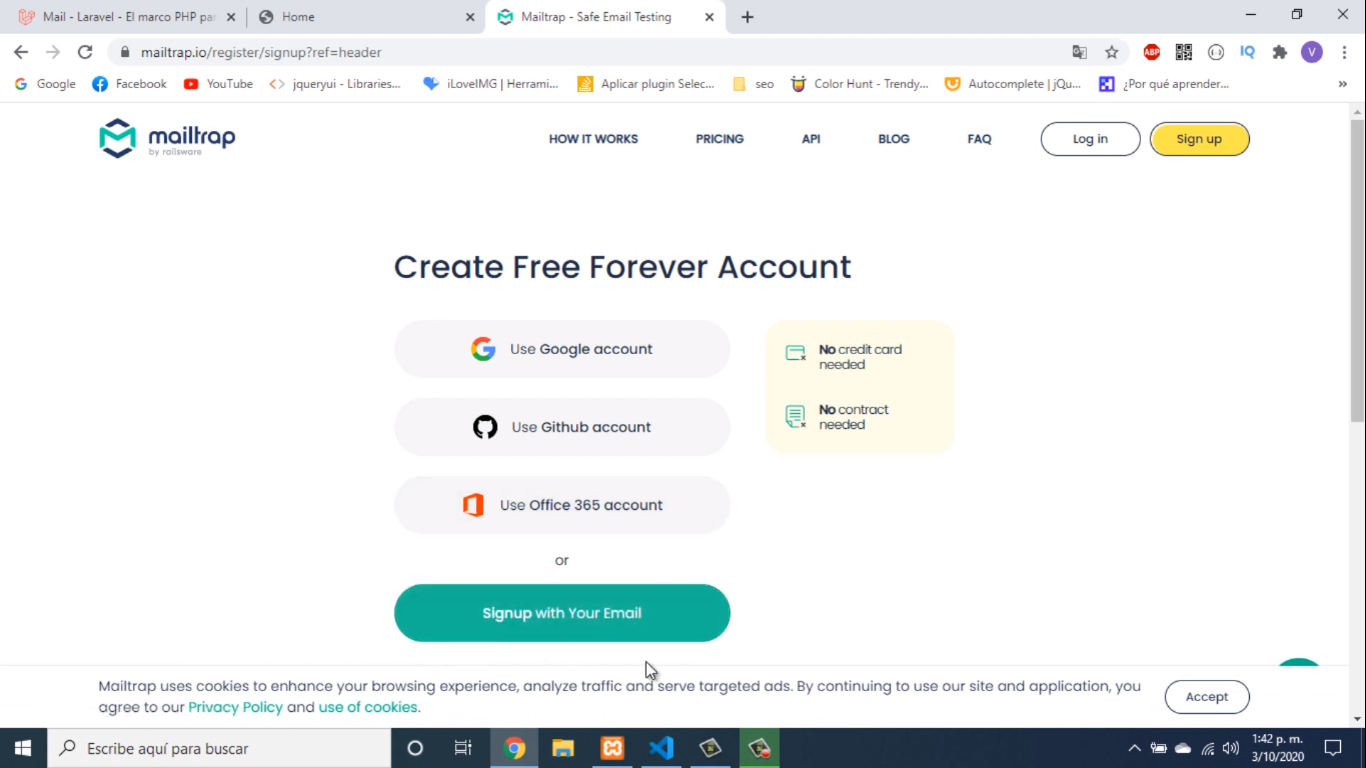 Mail - Laravel - El marco PHP par
Home
Mailtrap - Safe Email Testing
mailtrap.io/register/signup?ref=header
ABP
IQ
V
Google
Facebook
YouTube
jqueryui - Libraries...
iLoveIMG | Herrami...
Aplicar plugin Selec...
seo
Color Hunt - Trendy...
Autocomplete | jQu...
¿Por qué aprender...
»
mailtrap
by railsware
HOW IT WORKS
PRICING
API
BLOG
FAQ
Log in
Sign up
Create Free Forever Account
Use Google account
Use Github account
Use Office 365 account
or
Signup with Your Email
No credit card
needed
No contract
needed
Mailtrap uses cookies to enhance your browsing experience, analyze traffic and serve targeted ads. By continuing to use our site and application, you
agree to our Privacy Policy and use of cookies.
Accept
Escribe aquí para buscar
1:42 p. m.
3/10/2020